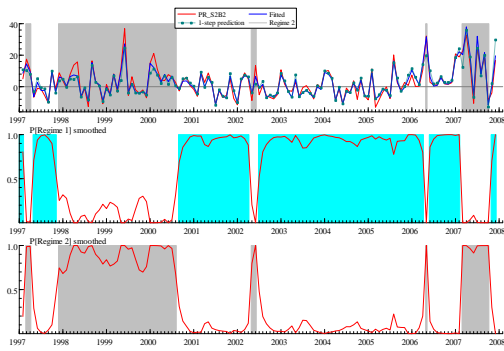 PR_S2B2 Fitted
1-step prediction Regime 2
40
20
0
1997 1998 1999 2000 2001 2002 2003 2004 2005 2006 2007 2008
P[Regime 1] smoothed
1.0
0.5
1997 1998 1999 2000 2001 2002 2003 2004 2005 2006 2007 2008
P[Regime 2] smoothed
1.0
0.5
1997 1998 1999 2000 2001 2002 2003 2004 2005 2006 2007 2008